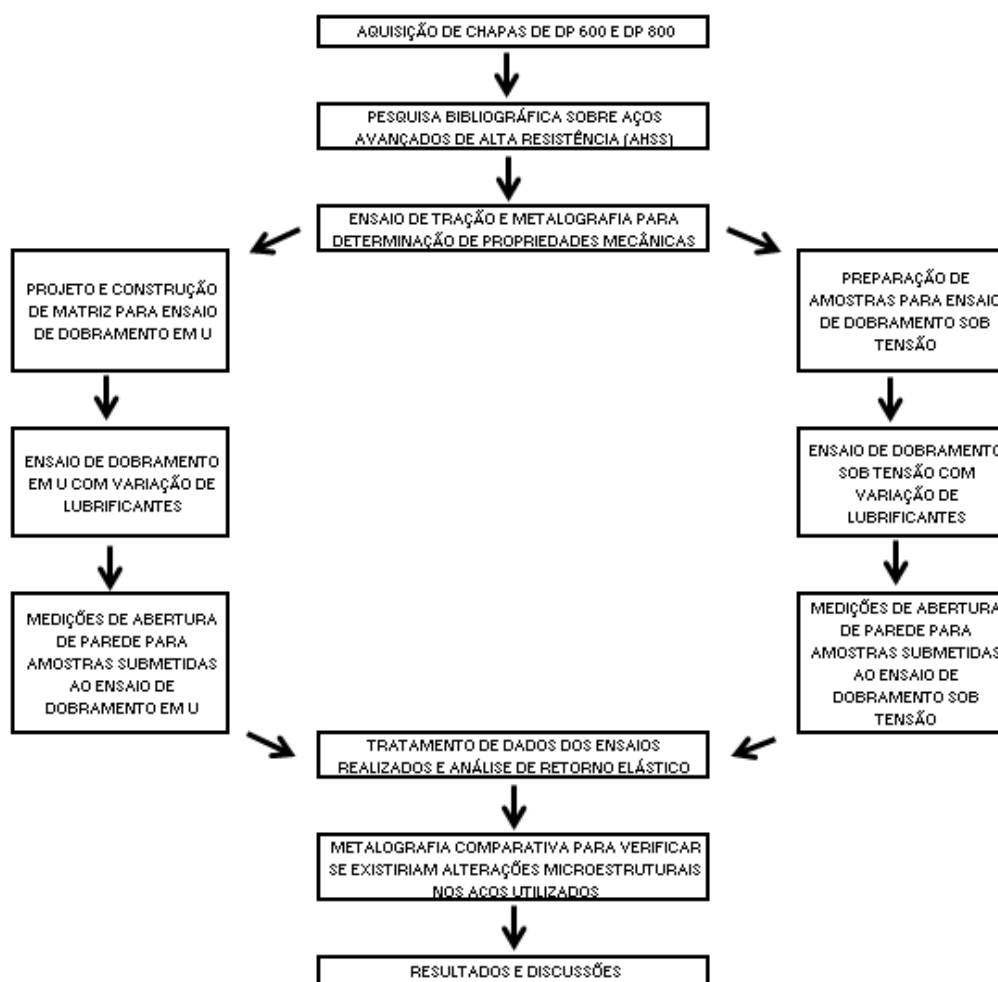 AQUISIÇÃO DE CHAPAS DE DP 600 E DP 800
PESQUISA BIBLIOGRÁFICA SOBRE AÇOS
AVANÇADOS DE ALTA RESISTÊNCIA (AHSS)
ENSAIO DE TRAÇÃO E METALOGRAFIA PARA
DETERMINAÇÃO DE PROPRIEDADES MECÂNICAS
PROJETO E CONSTRUÇÃO
DE MATRIZ PARA ENSAIO
DE DOBRAMENTO EM U
PREPARAÇÃO DE
AMOSTRAS PARA ENSAIO
DE DOBRAMENTO SOB
TENSÃO
ENSAIO DE DOBRAMENTO
EM U COM VARIAÇÃO DE
LUBRIFICANTES
ENSAIO DE DOBRAMENTO
SOB TENSÃO COM
VARIAÇÃO DE
LUBRIFICANTES
MEDIÇÕES DE ABERTURA
DE PAREDE PARA
AMOSTRAS SUBMETIDAS
AO ENSAIO DE
DOBRAMENTO EM U
MEDIÇÕES DE ABERTURA
DE PAREDE PARA
AMOSTRAS SUBMETIDAS
AO ENSAIO DE
DOBRAMENTO SOB
TENSÃO
TRATAMENTO DE DADOS DOS ENSAIOS
REALIZADOS E ANÁLISE DE RETORNO ELÁSTICO
METALOGRAFIA COMPARATIVA PARA VERIFICAR
SE EXISTIRIAM ALTERAÇÕES MICROESTRUTURAIS
NOS AÇOS UTILIZADOS
RESULTADOS E DISCUSSÕES